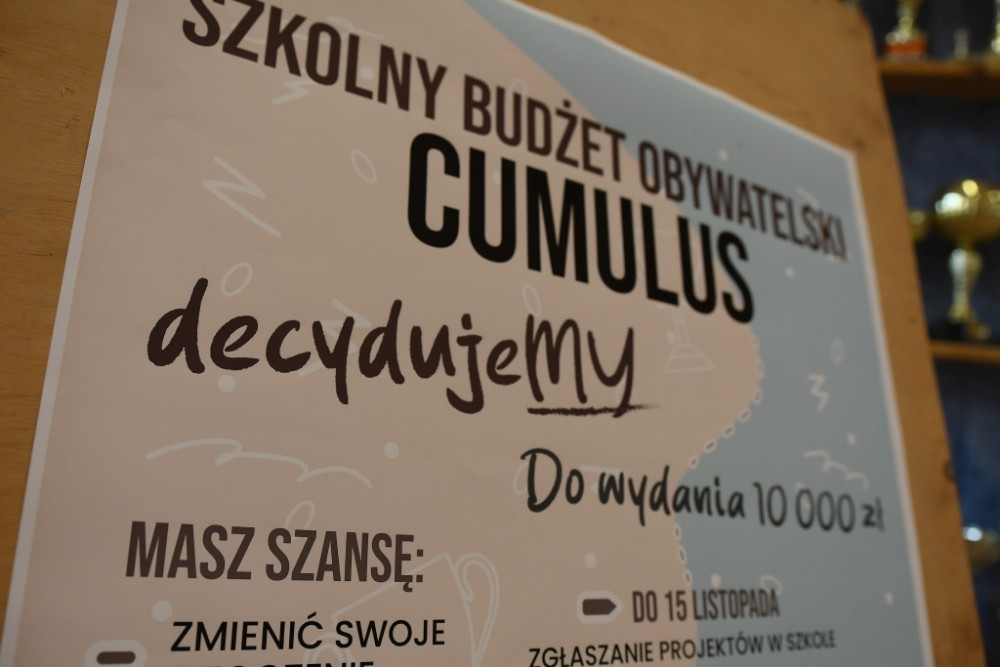 SZKOLNY BUDŻET OBYWATELSKI
CUMULUS
decydujeMY
Do wydania 10 000 zł
MASZ SZANSĘ:
ZMIENIĆ SWOJE
DO 15 LISTOPADA
ZGŁASZANIE PROJEKTÓW W SZKOLE